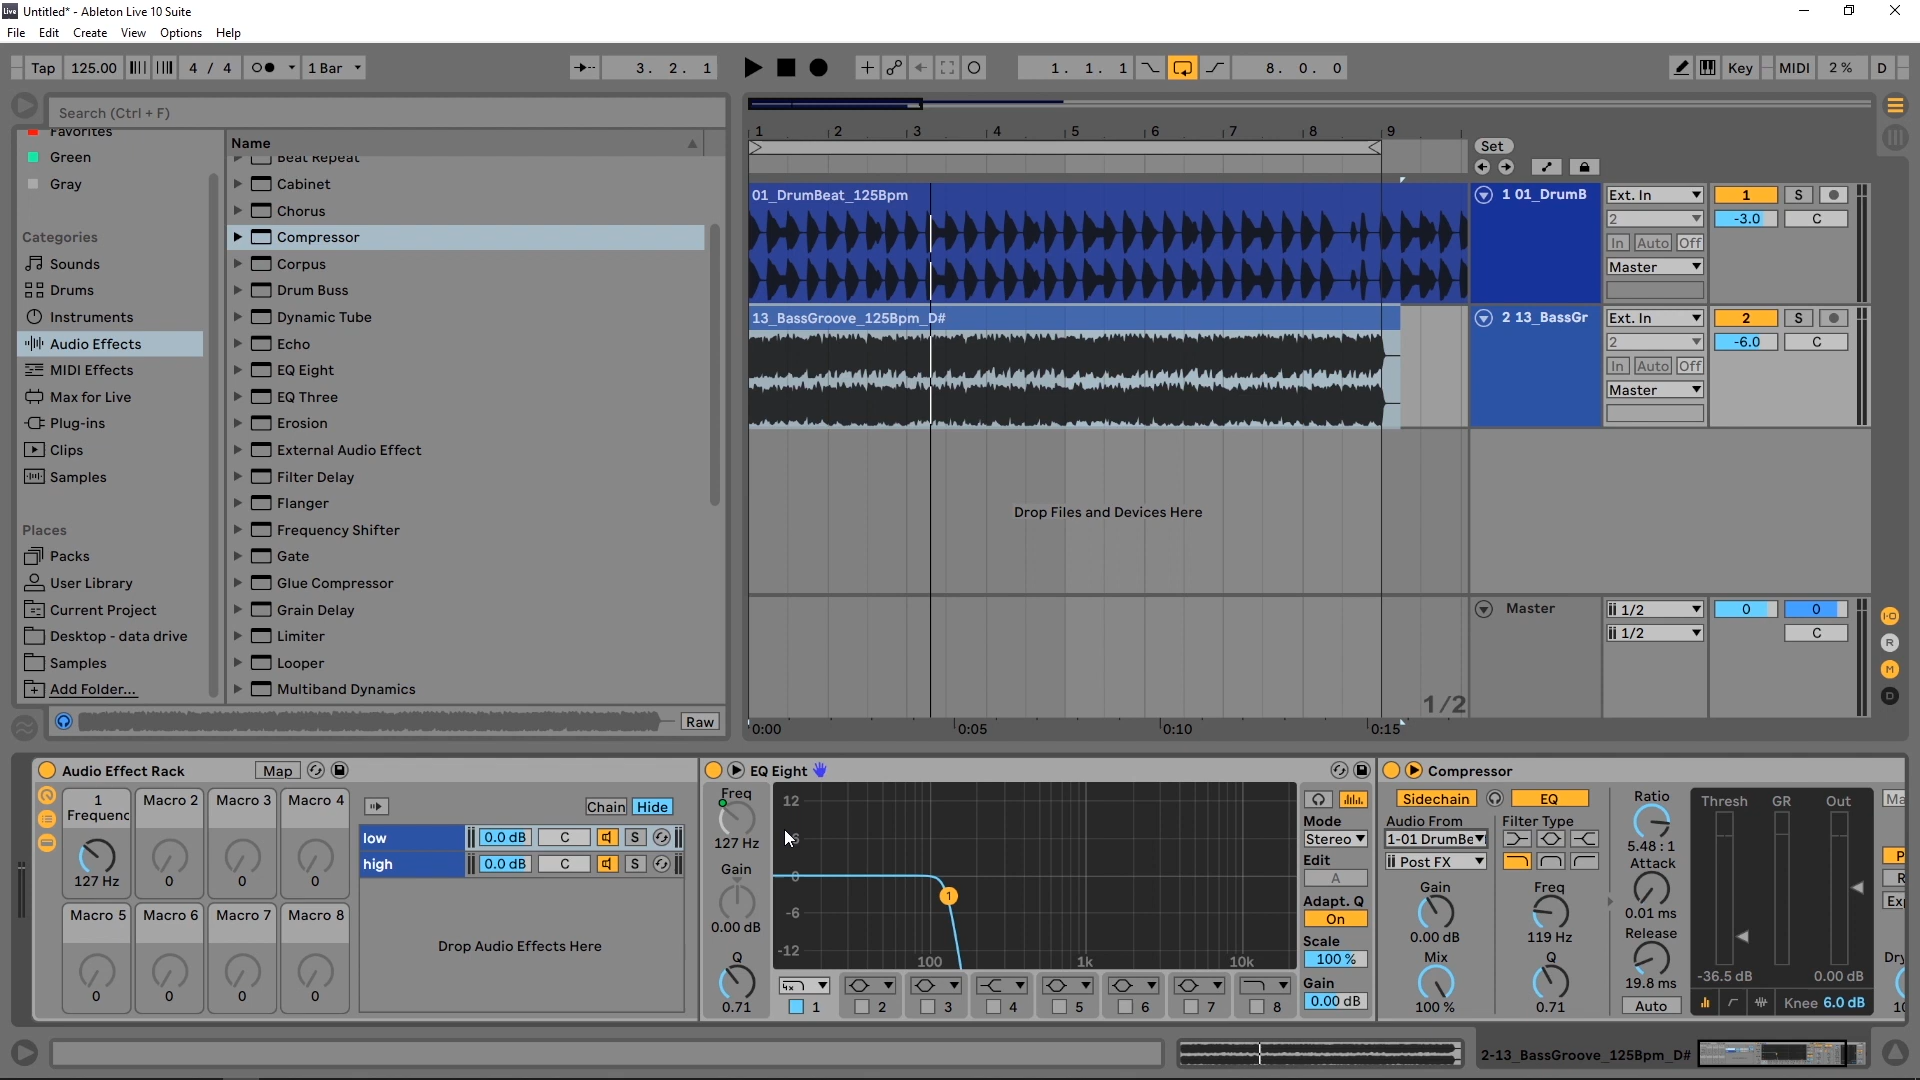 Untitled* - Ableton Live 10 Suite
File Edit Create View Options Help
Tap 125.00 4 / 4 1 Bar 3. 2. 1 1. 1. 1 8. 0. 0 Key MIDI 2 % D
Search (Ctrl + F)
Favorites
Green
Gray
Categories
Sounds
Drums
Instruments
Audio Effects
MIDI Effects
Max for Live
Plug-ins
Clips
Samples
Places
Packs
User Library
Current Project
Desktop - data drive
Samples
Add Folder...
Name
Beat Repeat
Cabinet
Chorus
Compressor
Corpus
Drum Buss
Dynamic Tube
Echo
EQ Eight
EQ Three
Erosion
External Audio Effect
Filter Delay
Flanger
Frequency Shifter
Gate
Glue Compressor
Grain Delay
Limiter
Looper
Multiband Dynamics
Raw
1 2 3 4 5 6 7 8 9
Set
01_DrumBeat_125Bpm
13_BassGroove_125Bpm_D#
Drop Files and Devices Here
1/2
0:00 0:05 0:10 0:15
1 01_DrumB Ext. In 1 S
2 -3.0 C
In Auto Off
Master
2 13_BassGr Ext. In 2 S
2 -6.0 C
In Auto Off
Master
Master 1/2 0 0
1/2 C
I·O
R
M
D
Audio Effect Rack Map
1 Macro 2 Macro 3 Macro 4
Frequenc
127 Hz 0 0 0
Macro 5 Macro 6 Macro 7 Macro 8
0 0 0 0
Chain Hide
low 0.0 dB C S
high 0.0 dB C S
Drop Audio Effects Here
EQ Eight
Freq
127 Hz
Gain
0.00 dB
Q
0.71
12
0
-6
-12
1
100 1k 10k
1 2 3 4 5 6 7 8
Mode
Stereo
Edit
A
Adapt. Q
On
Scale
100 %
Gain
0.00 dB
Compressor
Sidechain EQ
Audio From Filter Type
1-01 DrumBe
Post FX
Gain Freq
0.00 dB 119 Hz
Mix Q
100 % 0.71
Ratio
5.48 : 1
Attack
0.01 ms
Release
19.8 ms
Auto
Thresh GR Out
-36.5 dB 0.00 dB
Knee 6.0 dB
Ma
P
R
Exp
Dry
10
2-13_BassGroove_125Bpm_D#